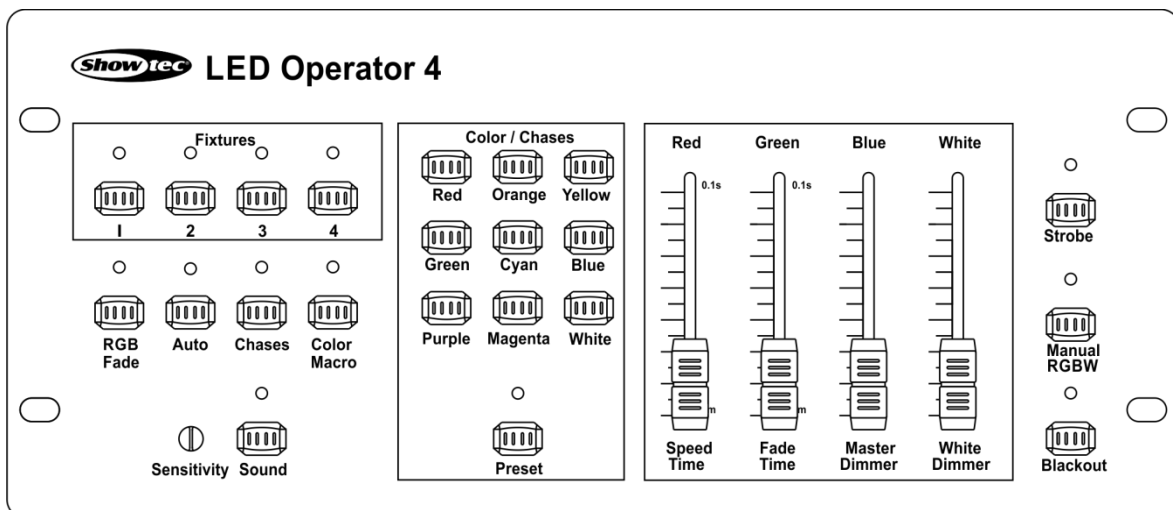 Showtec LED Operator 4
Fixtures
1 2 3 4
RGB Fade
Auto
Chases
Color Macro
Sensitivity
Sound
Color / Chases
Red Orange Yellow
Green Cyan Blue
Purple Magenta White
Preset
Red Green Blue White
0.1s 0.1s
m m
Speed Time
Fade Time
Master Dimmer
White Dimmer
Strobe
Manual RGBW
Blackout